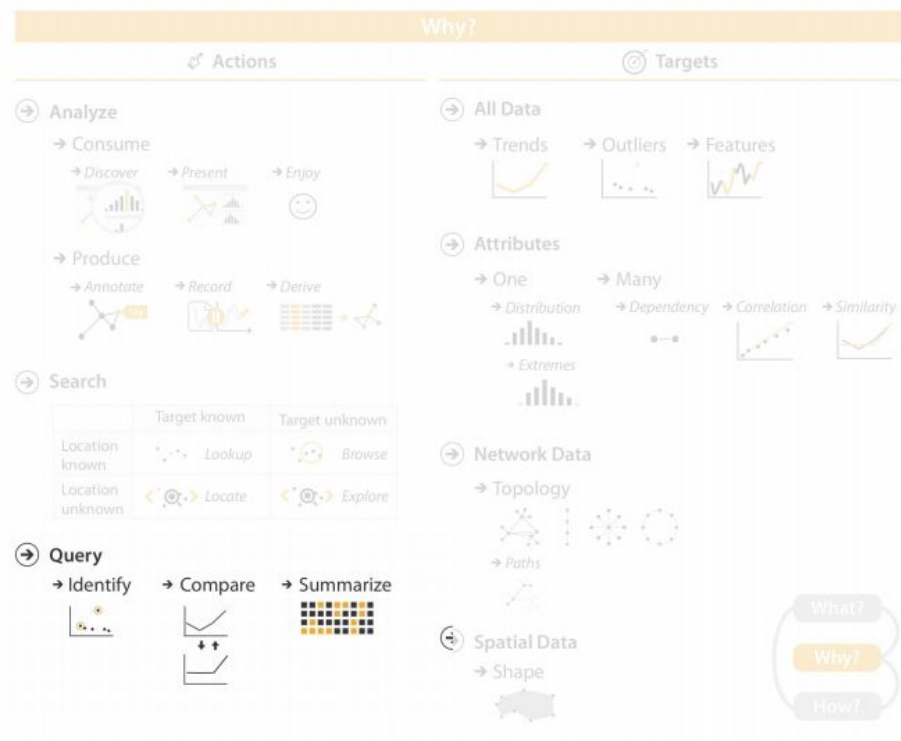 Why?
Actions
Analyze
Consume
Discover
Present
Enjoy
Produce
Annotate
Record
Derive
Search
Target known
Target unknown
Location known
Lookup
Browse
Location unknown
Locate
Explore
Query
Identify
Compare
Summarize
Targets
All Data
Trends
Outliers
Features
Attributes
One
Many
Distribution
Dependency
Correlation
Similarity
Extremes
Network Data
Topology
Paths
Spatial Data
Shape
What?
Why?
How?